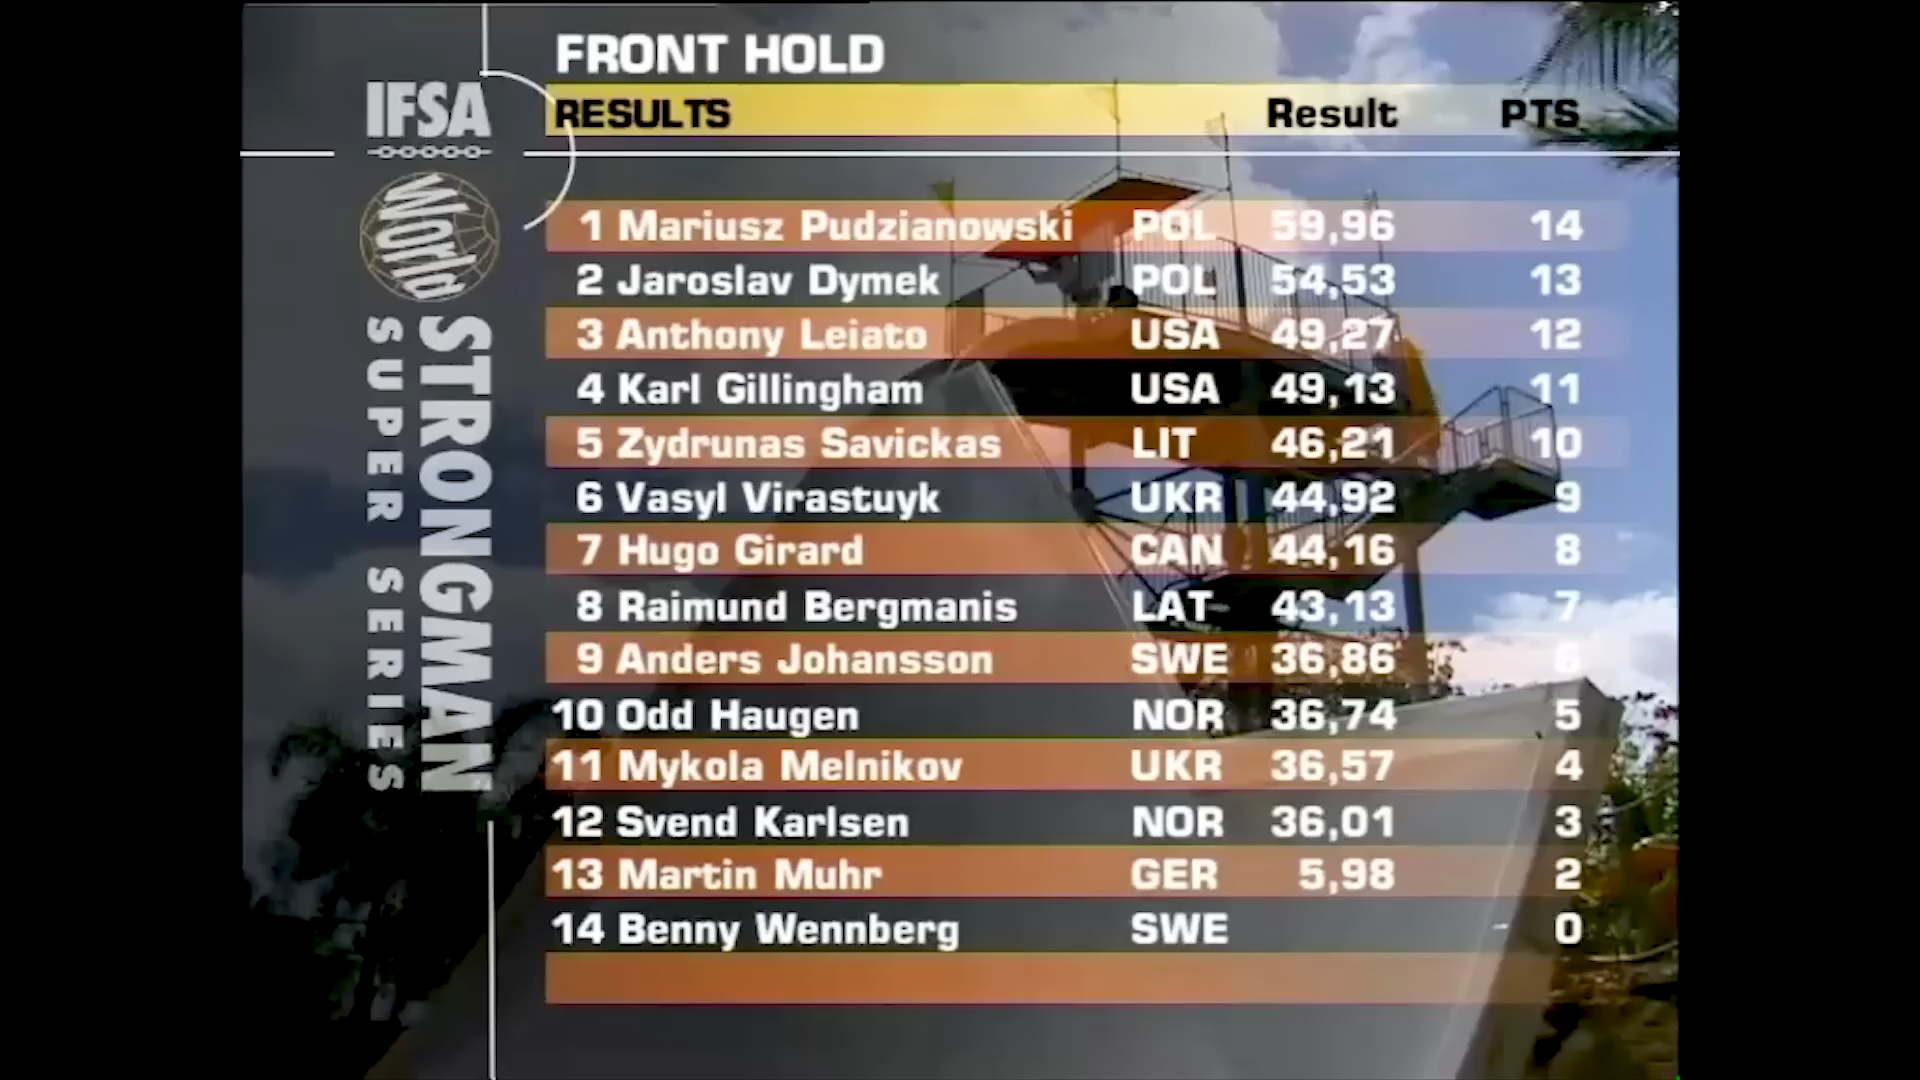 FRONT HOLD
RESULTS Result PTS
IFSA
World
STRONGMAN
SUPER SERIES
1 Mariusz Pudzianowski POL 59,96 14
2 Jaroslav Dymek POL 54,53 13
3 Anthony Leiato USA 49,27 12
4 Karl Gillingham USA 49,13 11
5 Zydrunas Savickas LIT 46,21 10
6 Vasyl Virastuyk UKR 44,92 9
7 Hugo Girard CAN 44,16 8
8 Raimund Bergmanis LAT 43,13 7
9 Anders Johansson SWE 36,86 6
10 Odd Haugen NOR 36,74 5
11 Mykola Melnikov UKR 36,57 4
12 Svend Karlsen NOR 36,01 3
13 Martin Muhr GER 5,98 2
14 Benny Wennberg SWE - 0